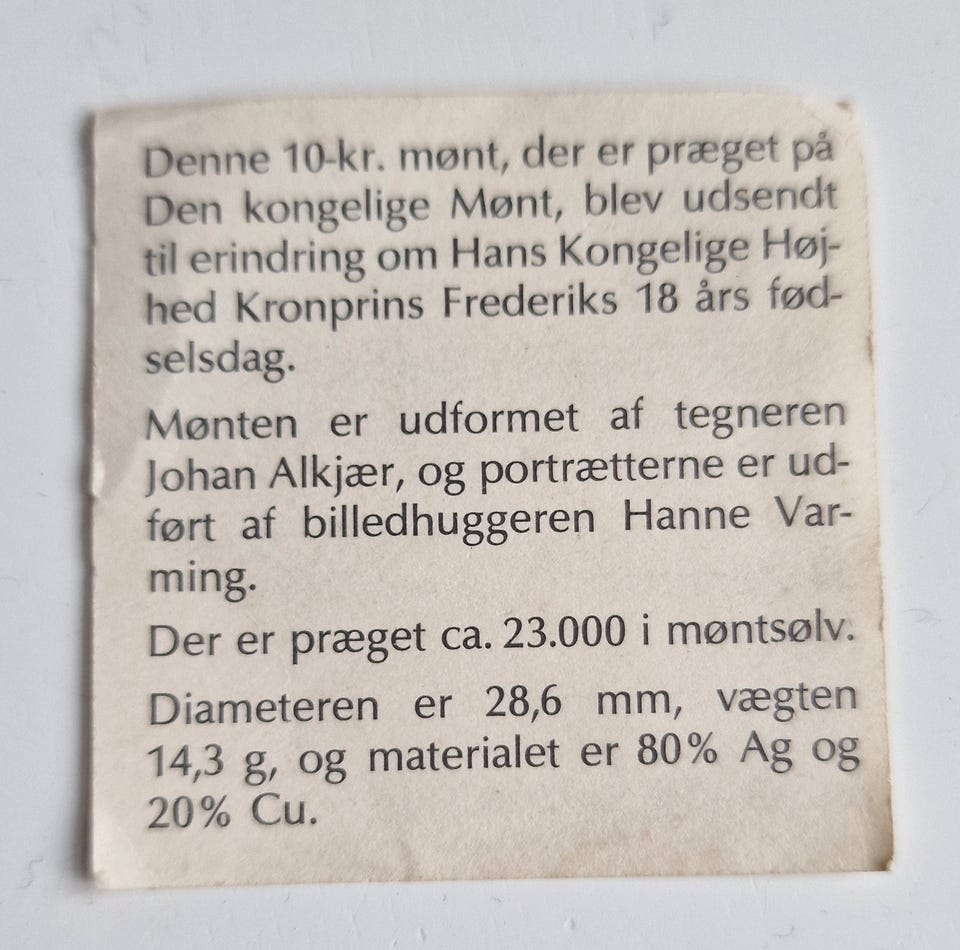 Denne 10-kr. mønt, der er præget på
Den kongelige Mønt, blev udsendt
til erindring om Hans Kongelige Høj-
hed Kronprins Frederiks 18 års fød-
selsdag.
Mønten er udformet af tegneren
Johan Alkjær, og portrætterne er ud-
ført af billedhuggeren Hanne Var-
ming.
Der er præget ca. 23.000 i møntsølv.
Diameteren er 28,6 mm, vægten
14,3 g, og materialet er 80% Ag og
20% Cu.